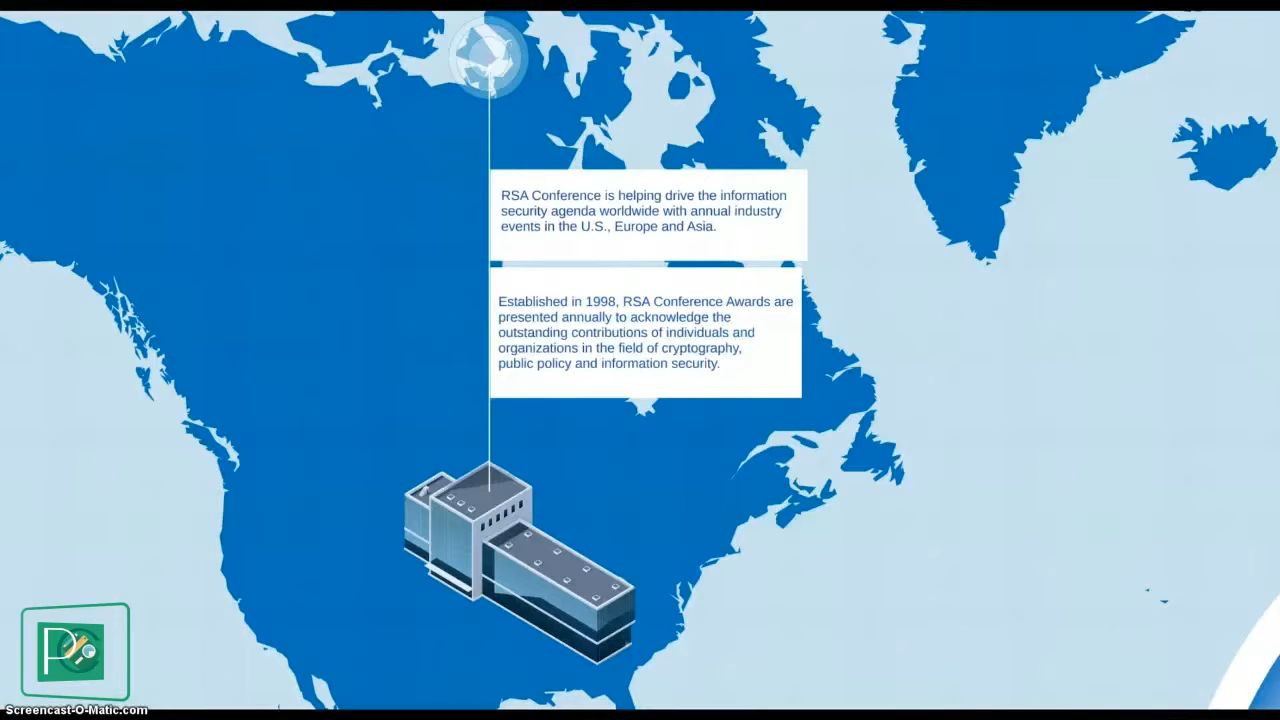 RSA Conference is helping drive the information
security agenda worldwide with annual industry
events in the U.S., Europe and Asia.
Established in 1998, RSA Conference Awards are
presented annually to acknowledge the
outstanding contributions of individuals and
organizations in the field of cryptography,
public policy and information security.
P
Screencast-O-Matic.com